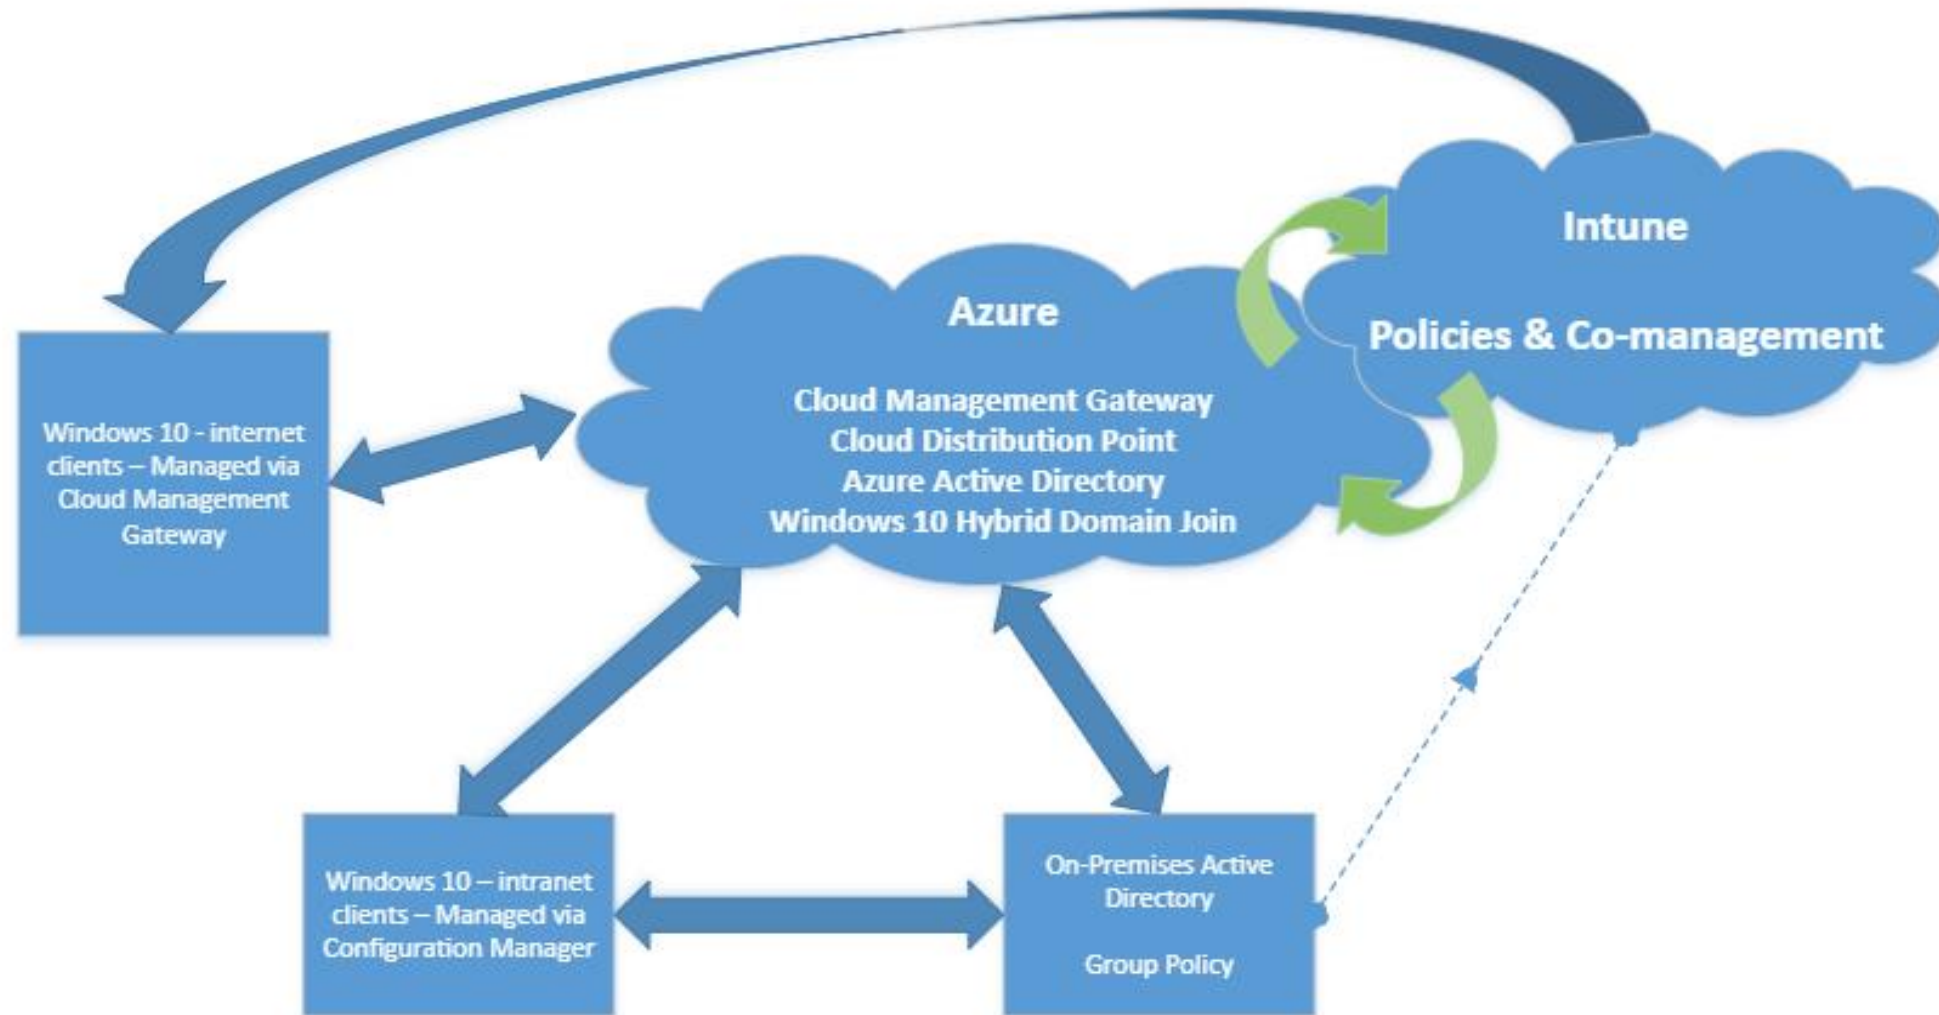 Intune
Policies & Co-management
Azure
Cloud Management Gateway
Cloud Distribution Point
Azure Active Directory
Windows 10 Hybrid Domain Join
Windows 10 - internet
clients – Managed via
Cloud Management
Gateway
Windows 10 – intranet
clients – Managed via
Configuration Manager
On-Premises Active
Directory
Group Policy